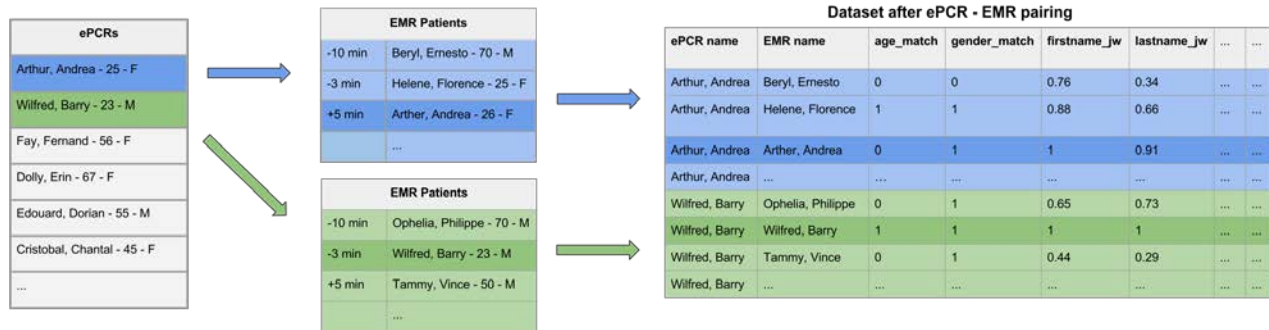 ePCRs
Arthur, Andrea - 25 - F
Wilfred, Barry - 23 - M
Fay, Fernand - 56 - F
Dolly, Erin - 67 - F
Edouard, Dorian - 55 - M
Cristobal, Chantal - 45 - F
...
EMR Patients
-10 min Beryl, Ernesto - 70 - M
-3 min Helene, Florence - 25 - F
+5 min Arther, Andrea - 26 - F
...
EMR Patients
-10 min Ophelia, Philippe - 70 - M
-3 min Wilfred, Barry - 23 - M
+5 min Tammy, Vince - 50 - M
...
Dataset after ePCR - EMR pairing
ePCR name EMR name age_match gender_match firstname_jw lastname_jw ... ...
Arthur, Andrea Beryl, Ernesto 0 0 0.76 0.34 ... ...
Arthur, Andrea Helene, Florence 1 1 0.88 0.66 ... ...
Arthur, Andrea Arther, Andrea 0 1 1 0.91 ... ...
Arthur, Andrea ... ... ... ... ... ... ...
Wilfred, Barry Ophelia, Philippe 0 1 0.65 0.73 ... ...
Wilfred, Barry Wilfred, Barry 1 1 1 1 ... ...
Wilfred, Barry Tammy, Vince 0 1 0.44 0.29 ... ...
Wilfred, Barry ... ... ... ... ... ... ...